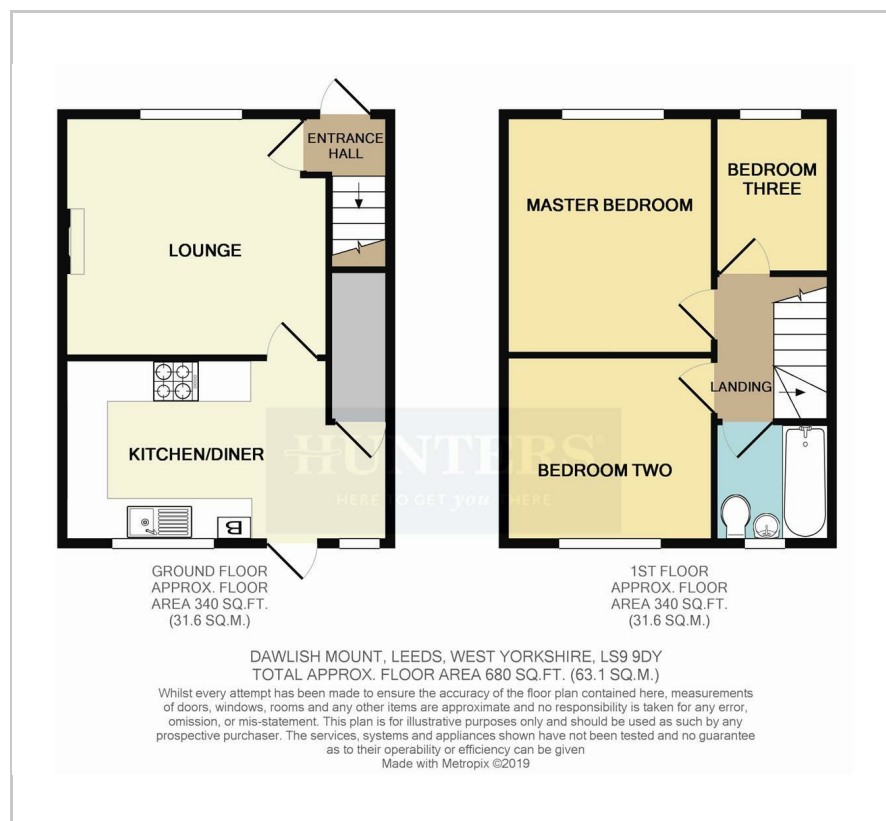 ENTRANCE
HALL
LOUNGE
KITCHEN/DINER
B
MASTER BEDROOM
BEDROOM
THREE
LANDING
BEDROOM TWO
HUNTERS
HERE TO GET you THERE
GROUND FLOOR
APPROX. FLOOR
AREA 340 SQ.FT.
(31.6 SQ.M.)
1ST FLOOR
APPROX. FLOOR
AREA 340 SQ.FT.
(31.6 SQ.M.)
DAWLISH MOUNT, LEEDS, WEST YORKSHIRE, LS9 9DY
TOTAL APPROX. FLOOR AREA 680 SQ.FT. (63.1 SQ.M.)
Whilst every attempt has been made to ensure the accuracy of the floor plan contained here, measurements
of doors, windows, rooms and any other items are approximate and no responsibility is taken for any error,
omission, or mis-statement. This plan is for illustrative purposes only and should be used as such by any
prospective purchaser. The services, systems and appliances shown have not been tested and no guarantee
as to their operability or efficiency can be given
Made with Metropix ©2019